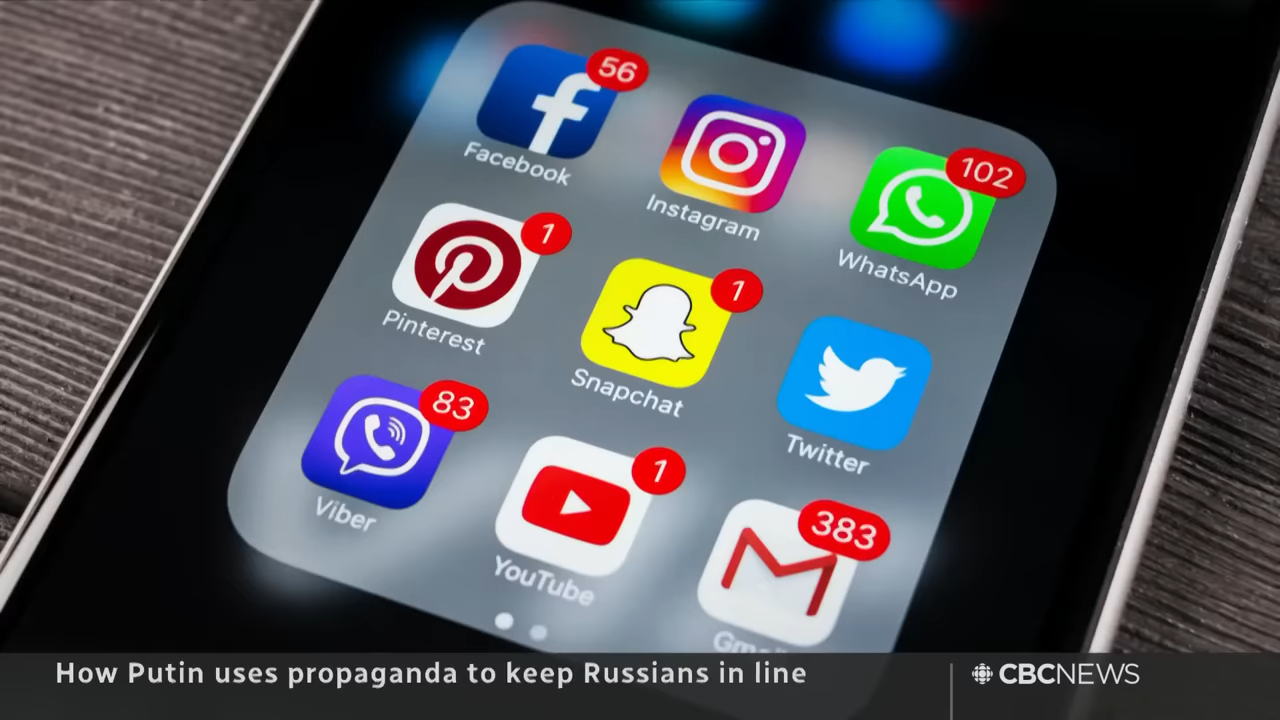 56
Facebook
Instagram
102
WhatsApp
1
Pinterest
1
Snapchat
Twitter
83
Viber
1
YouTube
383
How Putin uses propaganda to keep Russians in line
CBCNEWS